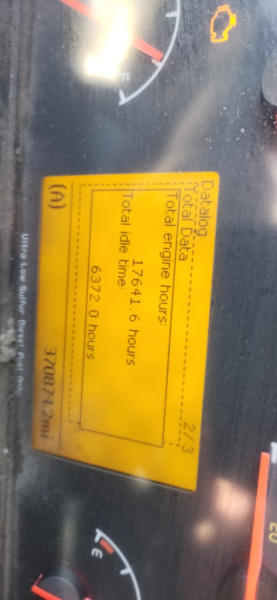 Datalog
Total Data 2/3
Total engine hours:
17641.6 hours
Total idle time:
6372.0 hours
(A) 370874.2mi
Ultra Low Sulfur Diesel Fuel Only
E
E